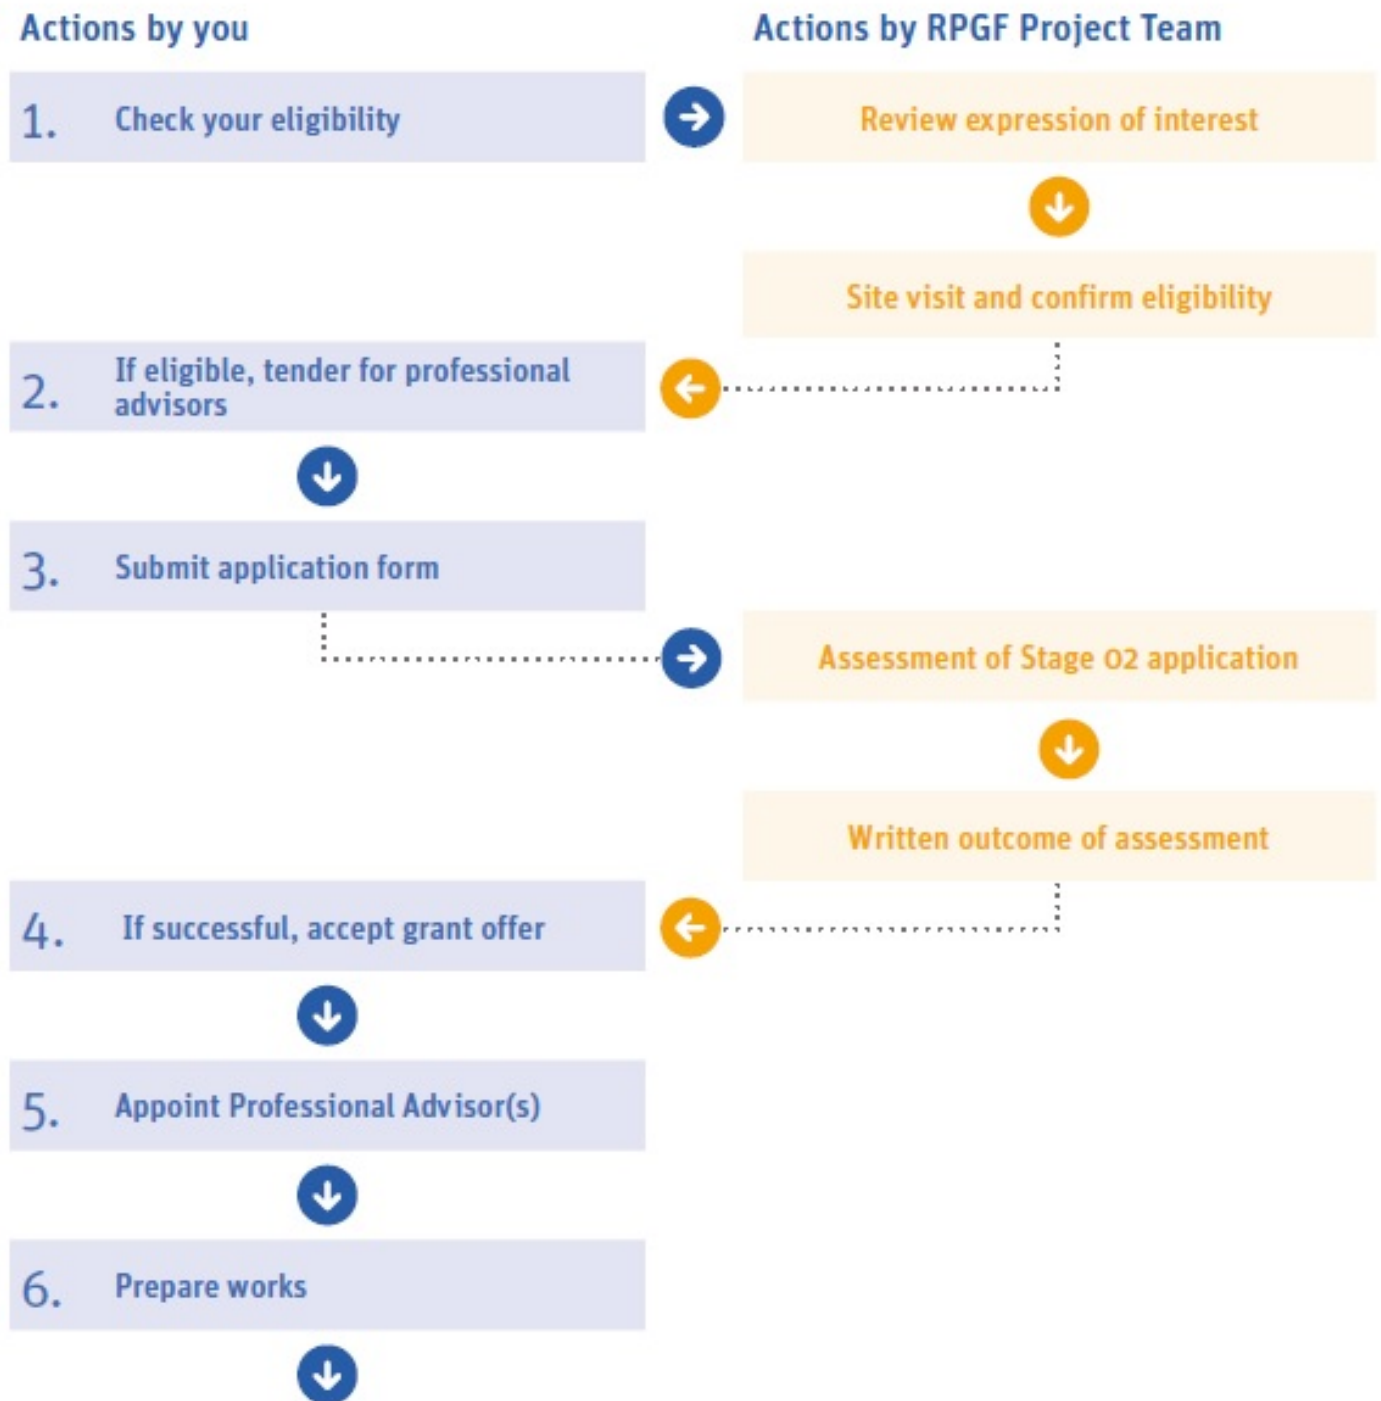 Actions by you
Actions by RPGF Project Team
1. Check your eligibility
Review expression of interest
Site visit and confirm eligibility
2. If eligible, tender for professional
advisors
3. Submit application form
Assessment of Stage 02 application
Written outcome of assessment
4. If successful, accept grant offer
5. Appoint Professional Advisor(s)
6. Prepare works